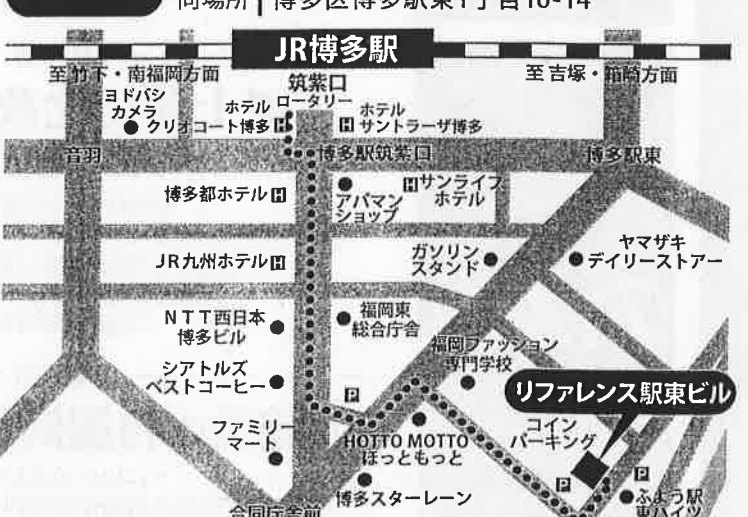 同場所 博多区博多駅東1丁目16-14
JR博多駅
至竹下・南福岡方面
至吉塚・箱崎方面
筑紫口
ロータリー
ヨドバシ
カメラ
ホテル
クリオコート博多 H
H ホテル
サントラーザ博多
音羽
博多駅筑紫口
博多駅東
博多都ホテル H
アパマン
ショップ
H サンライフ
ホテル
JR九州ホテル H
ガソリン
スタンド
ヤマザキ
デイリーストアー
NTT西日本
博多ビル
福岡東
総合庁舎
福岡ファッション
専門学校
シアトルズ
ベストコーヒー
P
リファレンス駅東ビル
ファミリー
マート
HOTTO MOTTO
ほっともっと
コイン
パーキング
P
P
博多スターレーン
ふよう駅
東ハイツ
合同庁舎前